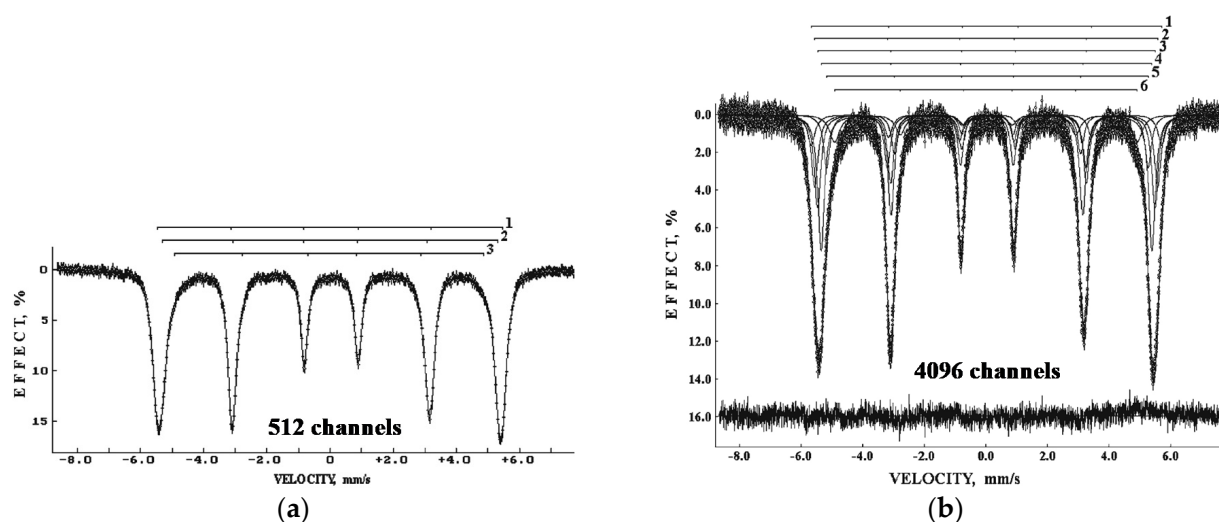 1
2
3
0
5
10
15
EFFECT, %
512 channels
-8.0 -6.0 -4.0 -2.0 0 +2.0 +4.0 +6.0
VELOCITY, mm/s
(a)
1
2
3
4
5
6
0.0
2.0
4.0
6.0
8.0
10.0
12.0
14.0
16.0
EFFECT, %
4096 channels
-8.0 -6.0 -4.0 -2.0 0.0 2.0 4.0 6.0
VELOCITY, mm/s
(b)